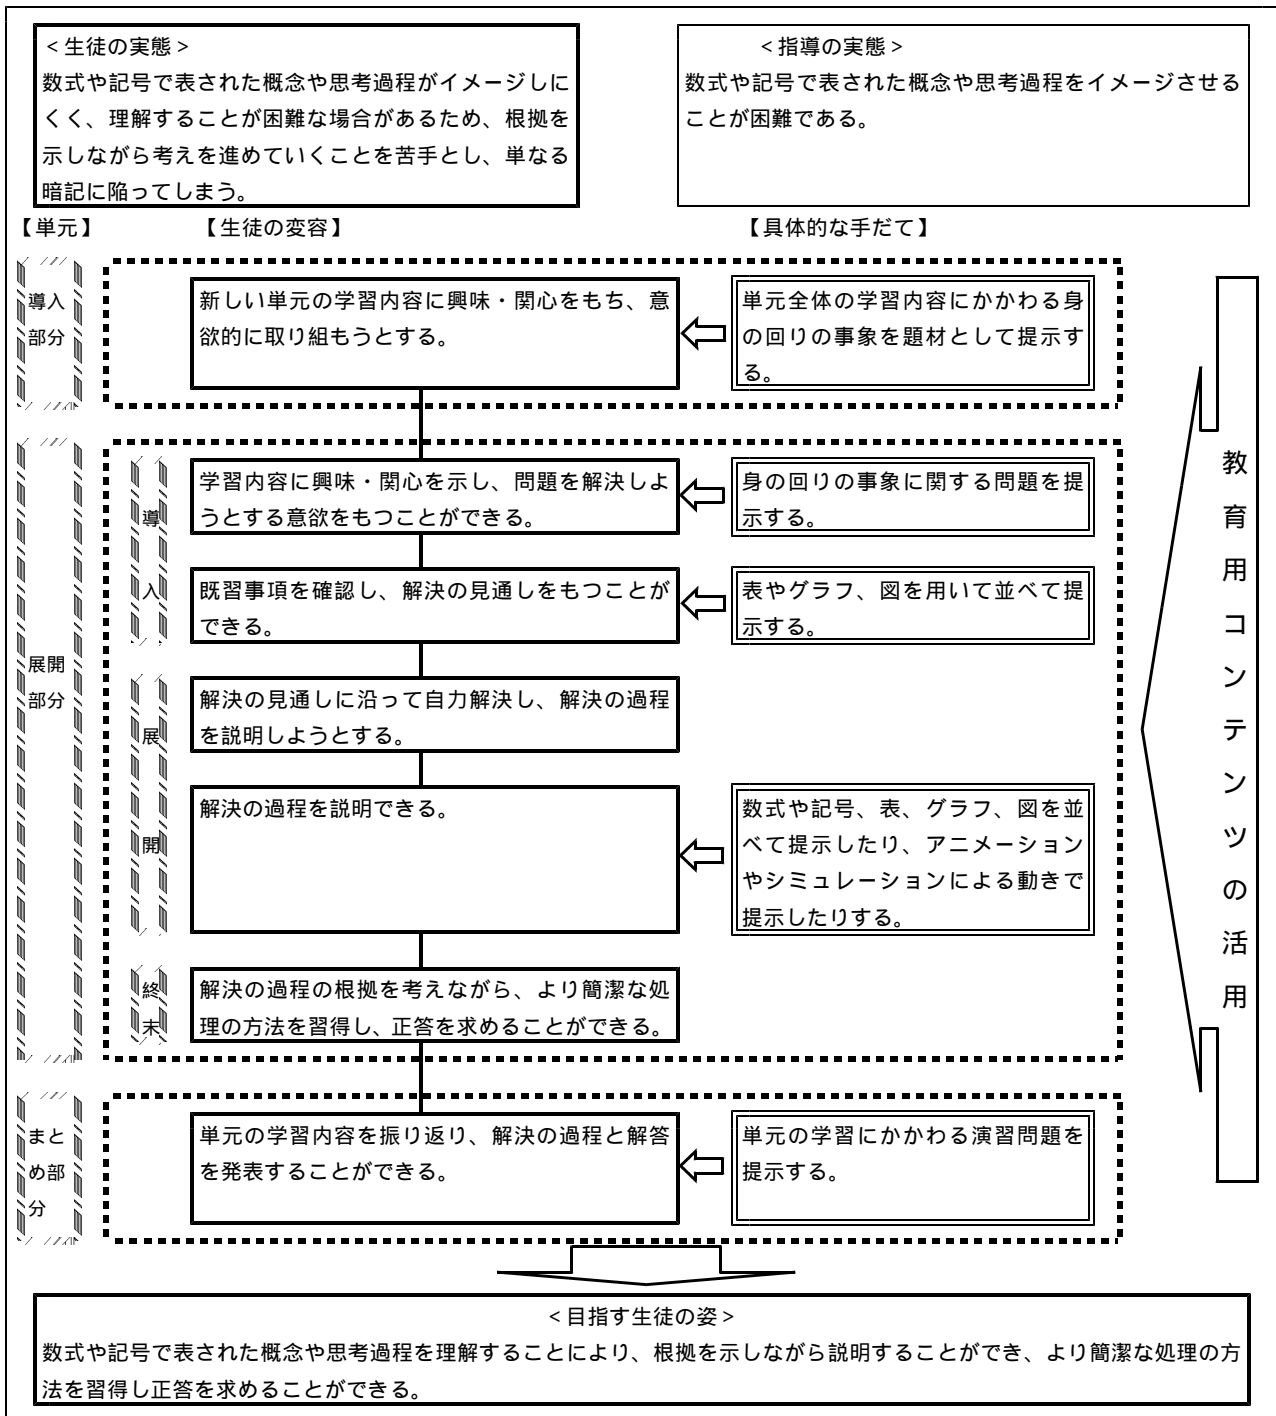 <生徒の実態>
数式や記号で表された概念や思考過程がイメージしに
くく、理解することが困難な場合があるため、根拠を
示しながら考えを進めていくことを苦手とし、単なる
暗記に陥ってしまう。
<指導の実態>
数式や記号で表された概念や思考過程をイメージさせる
ことが困難である。
【単元】
【生徒の変容】
【具体的な手だて】
導入
部分
新しい単元の学習内容に興味・関心をもち、意
欲的に取り組もうとする。
単元全体の学習内容にかかわる身
の回りの事象を題材として提示す
る。
展開
部分
導
入
学習内容に興味・関心を示し、問題を解決しよ
うとする意欲をもつことができる。
身の回りの事象に関する問題を提
示する。
既習事項を確認し、解決の見通しをもつことが
できる。
表やグラフ、図を用いて並べて提
示する。
展
開
解決の見通しに沿って自力解決し、解決の過程
を説明しようとする。
解決の過程を説明できる。
数式や記号、表、グラフ、図を並
べて提示したり、アニメーション
やシミュレーションによる動きで
提示したりする。
終
末
解決の過程の根拠を考えながら、より簡潔な処
理の方法を習得し、正答を求めることができる。
まと
め部
分
単元の学習内容を振り返り、解決の過程と解答
を発表することができる。
単元の学習にかかわる演習問題を
提示する。
教育用コンテンツの活用
<目指す生徒の姿>
数式や記号で表された概念や思考過程を理解することにより、根拠を示しながら説明することができ、より簡潔な処理の方
法を習得し正答を求めることができる。